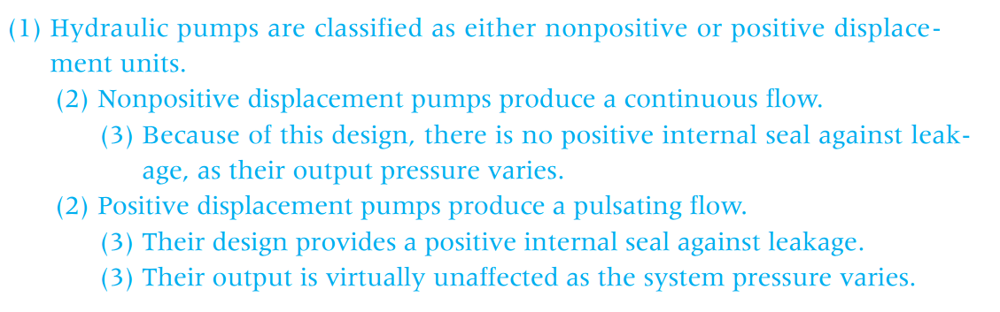 (1) Hydraulic pumps are classified as either nonpositive or positive displace-
ment units.
(2) Nonpositive displacement pumps produce a continuous flow.
(3) Because of this design, there is no positive internal seal against leak-
age, as their output pressure varies.
(2) Positive displacement pumps produce a pulsating flow.
(3) Their design provides a positive internal seal against leakage.
(3) Their output is virtually unaffected as the system pressure varies.